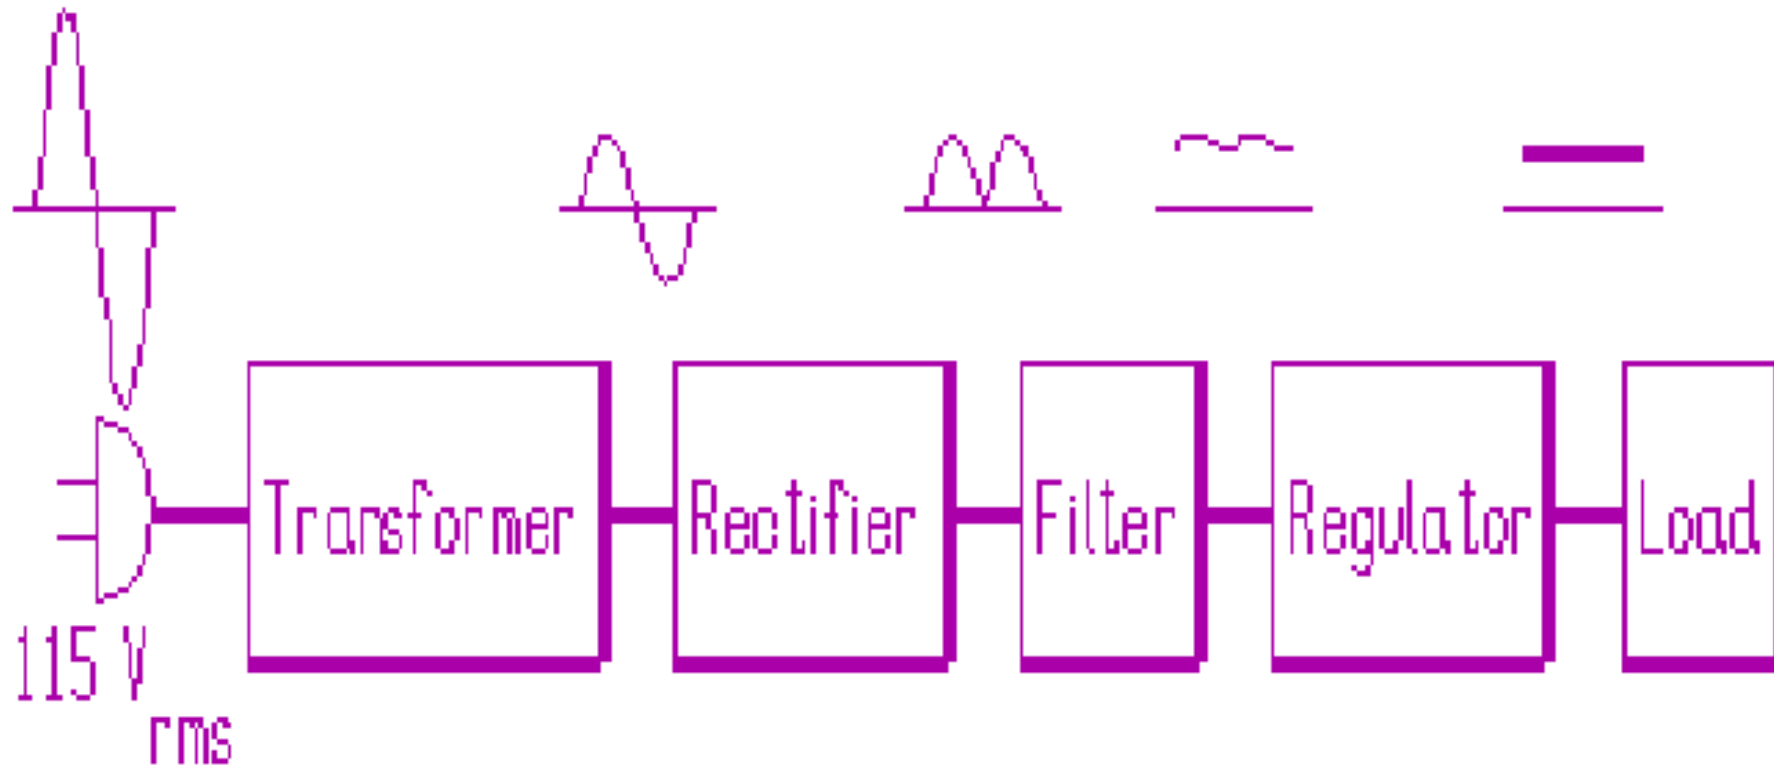 Transformer
Rectifier
Filter
Regulator
Load
115 V
rms